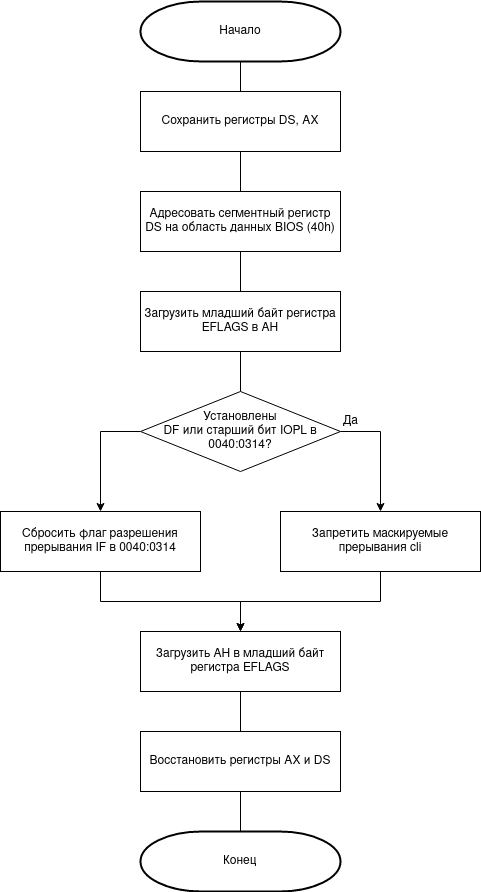 Начало
Сохранить регистры DS, AX
Адресовать сегментный регистр
DS на область данных BIOS (40h)
Загрузить младший байт регистра
EFLAGS в AH
Установлены
DF или старший бит IOPL в
0040:0314?
Да
Сбросить флаг разрешения
прерывания IF в 0040:0314
Запретить маскируемые
прерывания cli
Загрузить AH в младший байт
регистра EFLAGS
Восстановить регистры AX и DS
Конец